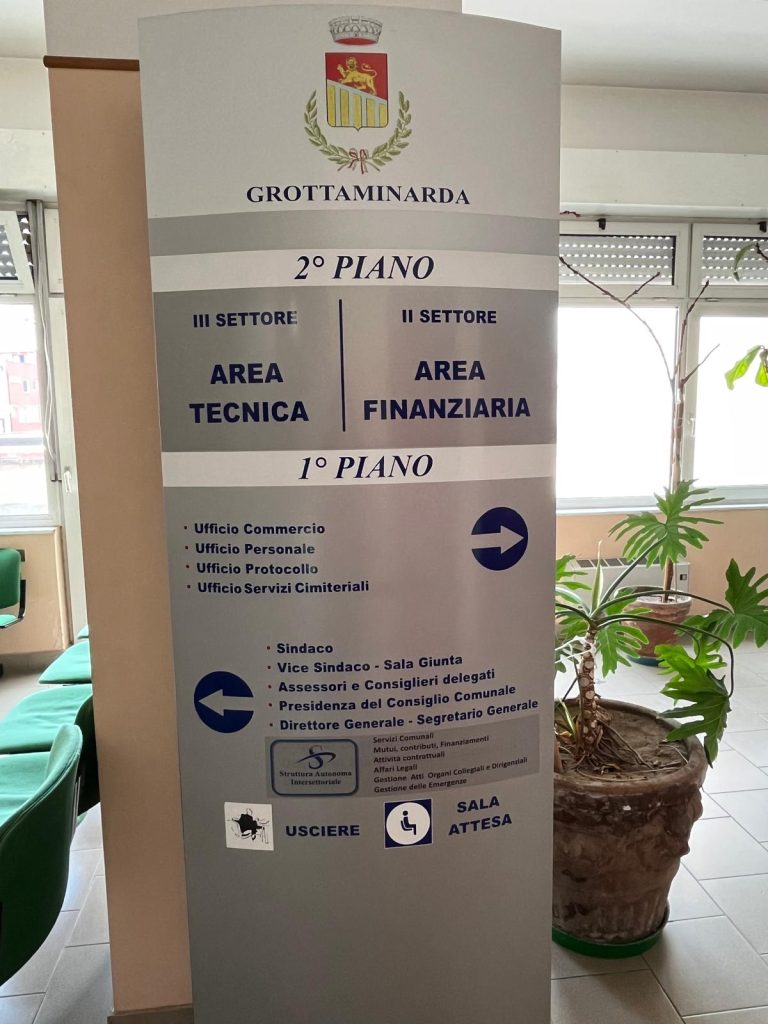 GROTTAMINARDA
2° PIANO
III SETTORE
AREA
TECNICA
II SETTORE
AREA
FINANZIARIA
1° PIANO
• Ufficio Commercio
• Ufficio Personale
• Ufficio Protocollo
• Ufficio Servizi Cimiteriali
• Sindaco
• Vice Sindaco - Sala Giunta
• Assessori e Consiglieri delegati
• Presidenza del Consiglio Comunale
• Direttore Generale - Segretario Generale
S
Struttura Autonoma
Intersettoriale
Servizi Comunali
Mutui, contributi, Finanziamenti
Attività contrattuali
Affari Legali
Gestione Atti Organi Collegiali e Dirigenziali
Gestione delle Emergenze
USCIERE
SALA
ATTESA